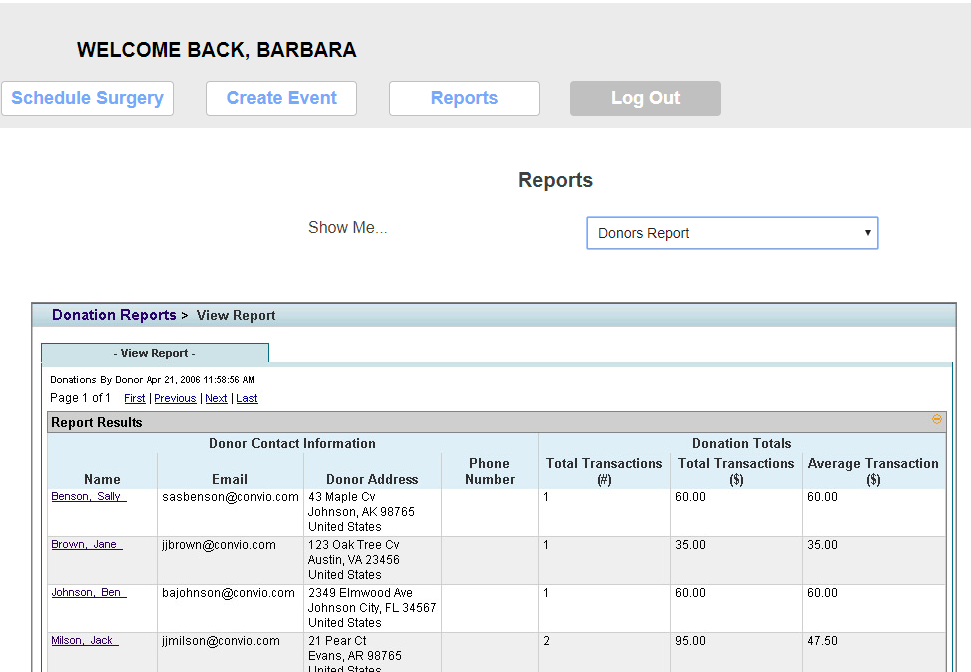 WELCOME BACK, BARBARA
Schedule Surgery Create Event Reports Log Out
Reports
Show Me... Donors Report
Donation Reports > View Report
- View Report -
Donations By Donor Apr 21, 2006 11:58:56 AM
Page 1 of 1 First | Previous | Next | Last
Report Results
Donor Contact Information Donation Totals
Name Email Donor Address Phone Number Total Transactions (#) Total Transactions ($) Average Transaction ($)
Benson, Sally sasbenson@convio.com 43 Maple Cv 1 60.00 60.00
Johnson, AK 98765
United States
Brown, Jane jjbrown@convio.com 123 Oak Tree Cv 1 35.00 35.00
Austin, VA 23456
United States
Johnson, Ben bajohnson@convio.com 2349 Elmwood Ave 1 60.00 60.00
Johnson City, FL 34567
United States
Milson, Jack jjmilson@convio.com 21 Pear Ct 2 95.00 47.50
Evans, AR 98765
United States